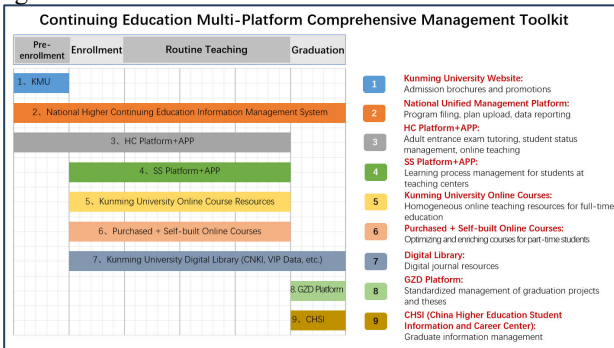 Continuing Education Multi-Platform Comprehensive Management Toolkit
Pre-
enrollment
Enrollment
Routine Teaching
Graduation
1、KMU
2、National Higher Continuing Education Information Management System
3、HC Platform+APP
4、SS Platform+APP
5、Kunming University Online Course Resources
6、Purchased + Self-built Online Courses
7、Kunming University Digital Library (CNKI, VIP Data, etc.)
8. GZD Platform
9、CHSI
1
Kunming University Website:
Admission brochures and promotions
2
National Unified Management Platform:
Program filing, plan upload, data reporting
3
HC Platform+APP:
Adult entrance exam tutoring, student status
management, online teaching
4
SS Platform+APP:
Learning process management for students at
teaching centers
5
Kunming University Online Courses:
Homogeneous online teaching resources for full-time
education
6
Purchased + Self-built Online Courses:
Optimizing and enriching courses for part-time students
7
Digital Library:
Digital journal resources
8
GZD Platform:
Standardized management of graduation projects
and theses
9
CHSI (China Higher Education Student
Information and Career Center):
Graduate information management